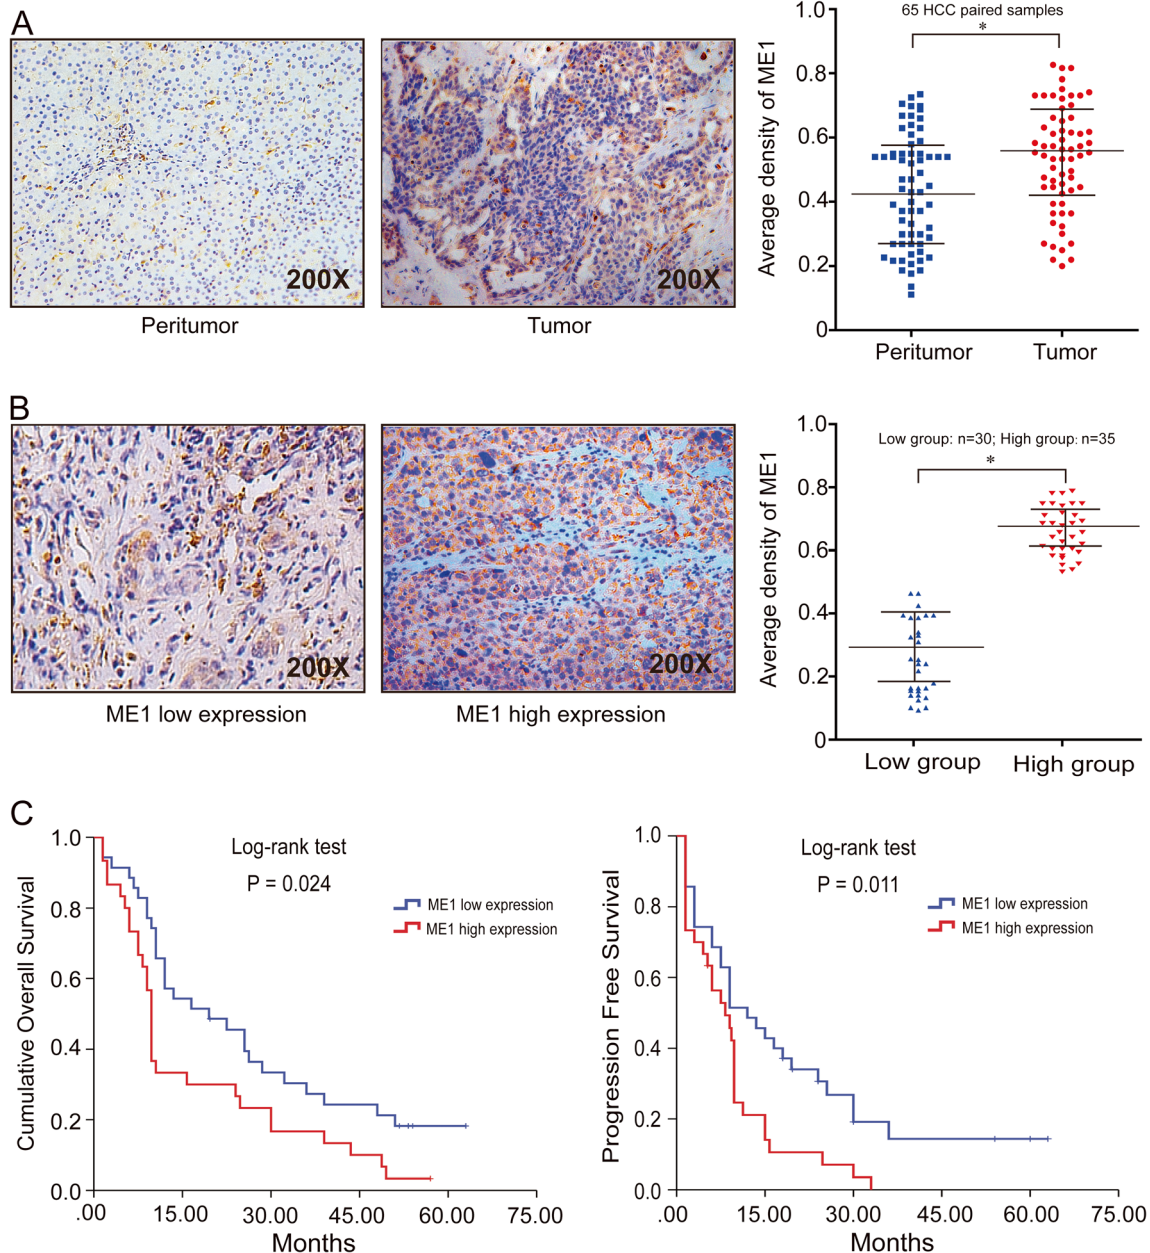 A
200X
Peritumor
200X
Tumor
Average density of ME1
1.0
0.8
0.6
0.4
0.2
0
65 HCC paired samples
*
Peritumor
Tumor
B
200X
ME1 low expression
200X
ME1 high expression
Average density of ME1
1.0
0.8
0.6
0.4
0.2
0
Low group: n=30; High group: n=35
*
Low group
High group
C
Cumulative Overall Survival
1.0
0.8
0.6
0.4
0.2
0.0
Log-rank test
P = 0.024
ME1 low expression
ME1 high expression
.00
15.00
30.00
45.00
60.00
75.00
Months
Progression Free Survival
1.0
0.8
0.6
0.4
0.2
0.0
Log-rank test
P = 0.011
ME1 low expression
ME1 high expression
.00
15.00
30.00
45.00
60.00
75.00
Months